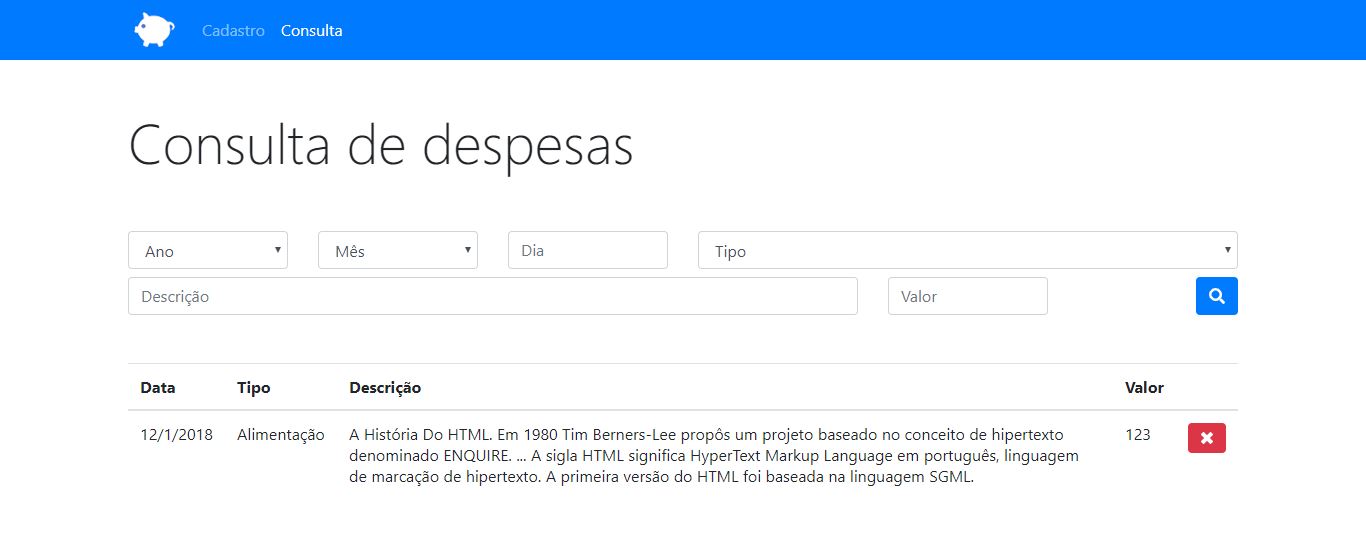 Cadastro Consulta
Consulta de despesas
Ano Mês Dia Tipo
Descrição Valor
Data Tipo Descrição Valor
12/1/2018 Alimentação A História Do HTML. Em 1980 Tim Berners-Lee propôs um projeto baseado no conceito de hipertexto 123
denominado ENQUIRE. ... A sigla HTML significa HyperText Markup Language em português, linguagem
de marcação de hipertexto. A primeira versão do HTML foi baseada na linguagem SGML.